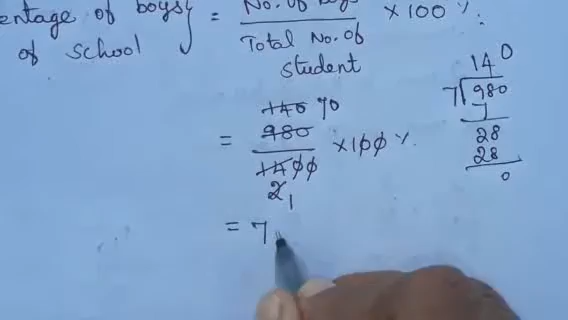 entage of boys} = No. of boys / Total No. of student × 100 %.
of school
= 140 70 980 / 1400 2 1 × 100 %.
= 7
140
7)980
7
28
28
0